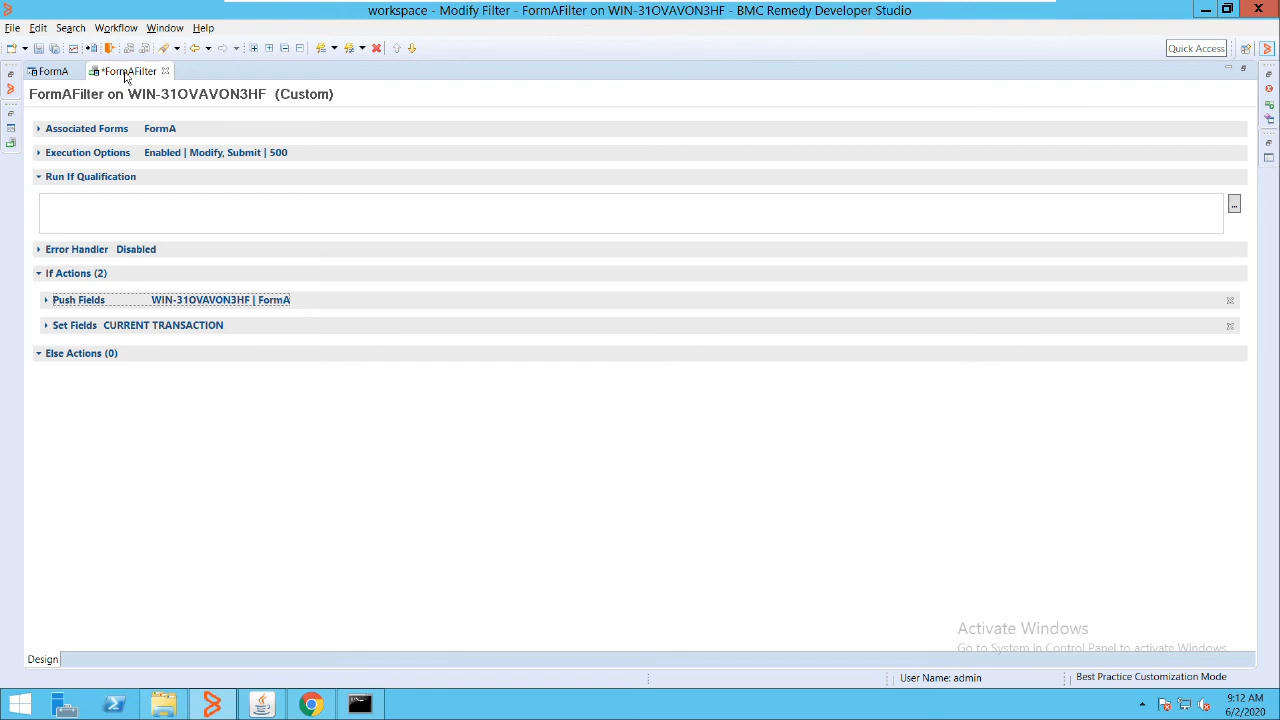 workspace - Modify Filter - FormAFilter on WIN-31OVAVON3HF - BMC Remedy Developer Studio
File Edit Search Workflow Window Help
Quick Access
FormA *FormAFilter
FormAFilter on WIN-31OVAVON3HF (Custom)
Associated Forms FormA
Execution Options Enabled | Modify, Submit | 500
Run If Qualification
...
Error Handler Disabled
If Actions (2)
Push Fields WIN-31OVAVON3HF | FormA
Set Fields CURRENT TRANSACTION
Else Actions (0)
Activate Windows
Go to System in Control Panel to activate Windows.
Design
User Name: admin Best Practice Customization Mode
9:12 AM
6/2/2020